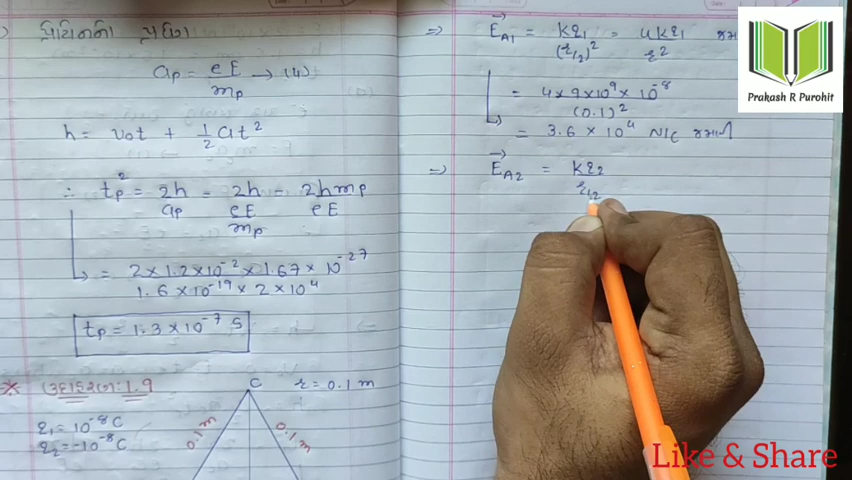 પ્રોટોનનો પ્રવેગ
ap = eE/mp → (4)
h = v0t + 1/2 at²
∴ tp² = 2h/ap = 2h/(eE/mp) = 2hmp/eE
= 2 × 1.2 × 10⁻² × 1.67 × 10⁻²⁷ / 1.6 × 10⁻¹⁹ × 2 × 10⁴
tp = 1.3 × 10⁻⁷ S
* ઉદાહરણ: 1.9
q1 = 10⁻⁸ C
q2 = -10⁻⁸ C
C
r = 0.1 m
0.1 m
0.1 m
⇒ E⃗A1 = kq1/(r/2)² = 4kq1/r²
= 4 × 9 × 10⁹ × 10⁻⁸ / (0.1)²
= 3.6 × 10⁴ N/C
⇒ E⃗A2 = kq2/r/2
Prakash R Purohit
Like & Share